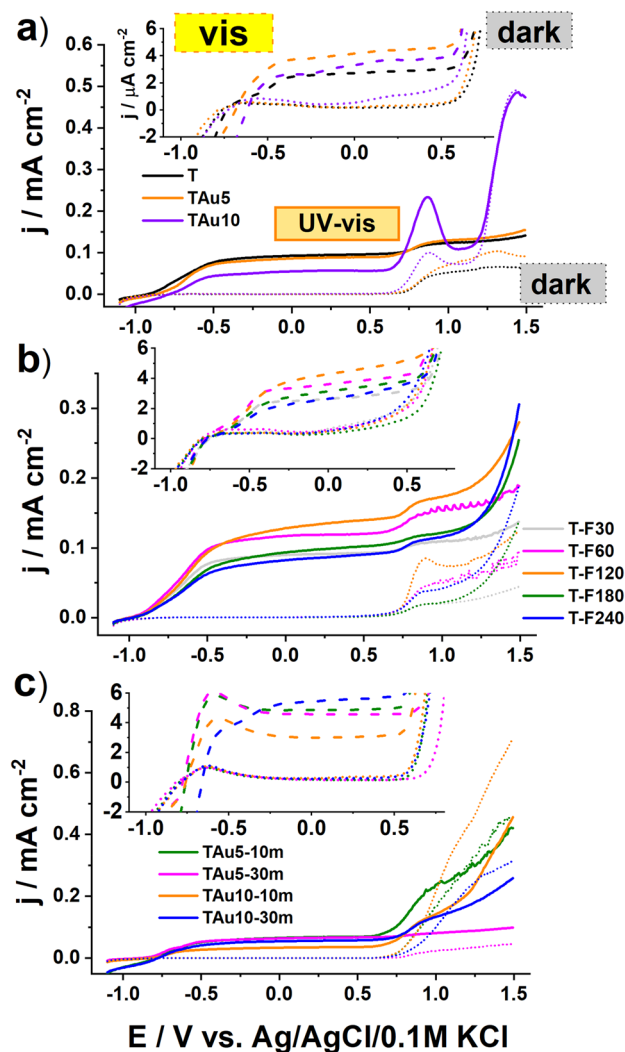 a)
vis
dark
j / μA cm-2
6
4
2
0
-2
-1.0 -0.5 0.0 0.5
j / mA cm-2
0.6
0.5
0.4
0.3
0.2
0.1
0.0
T
TAu5
TAu10
UV-vis
dark
-1.0 -0.5 0.0 0.5 1.0 1.5
b)
6
4
2
0
-2
-1.0 -0.5 0.0 0.5
j / mA cm-2
0.3
0.2
0.1
0.0
T-F30
T-F60
T-F120
T-F180
T-F240
-1.0 -0.5 0.0 0.5 1.0 1.5
c)
6
4
2
0
-2
-1.0 -0.5 0.0 0.5
j / mA cm-2
0.8
0.6
0.4
0.2
0.0
TAu5-10m
TAu5-30m
TAu10-10m
TAu10-30m
-1.0 -0.5 0.0 0.5 1.0 1.5
E / V vs. Ag/AgCl/0.1M KCl